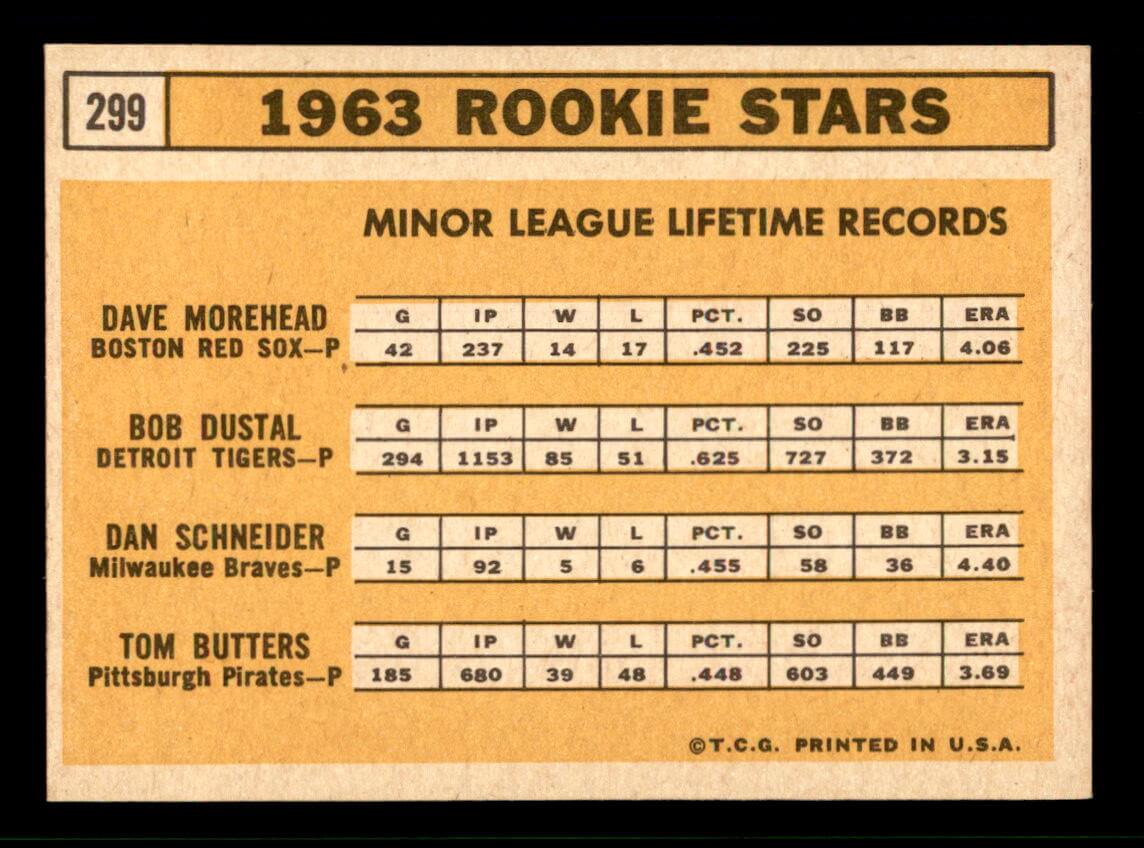 299 1963 ROOKIE STARS
MINOR LEAGUE LIFETIME RECORDS
DAVE MOREHEAD G IP W L PCT. SO BB ERA
BOSTON RED SOX—P 42 237 14 17 .452 225 117 4.06
BOB DUSTAL G IP W L PCT. SO BB ERA
DETROIT TIGERS—P 294 1153 85 51 .625 727 372 3.15
DAN SCHNEIDER G IP W L PCT. SO BB ERA
Milwaukee Braves—P 15 92 5 6 .455 58 36 4.40
TOM BUTTERS G IP W L PCT. SO BB ERA
Pittsburgh Pirates—P 185 680 39 48 .448 603 449 3.69
©T.C.G. PRINTED IN U.S.A.